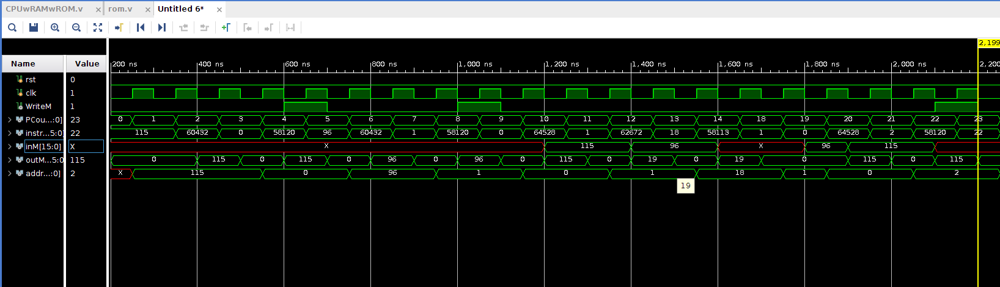 CPUwRAMwROM.v × rom.v × Untitled 6* ×
2,199
Name Value
200 ns 400 ns 600 ns 800 ns 1,000 ns 1,200 ns 1,400 ns 1,600 ns 1,800 ns 2,000 ns 2,200
rst 0
clk 1
WriteM 1
PCou...:0] 23 0 1 2 3 4 5 6 7 8 9 10 11 12 13 14 15 16 17 18 19 20 21 22 23
instr...5:0] 22 115 60432 0 58120 96 60432 1 58120 0 64528 1 62672 18 58113 1 0 64528 2 58120 22
inM[15:0] X X 115 96 X 96 115
outM...5:0] 115 0 115 0 115 0 96 0 96 0 115 0 19 0 19 0 115 0 115
addr...:0] 2 X 115 0 96 1 0 1 18 1 0 2
19